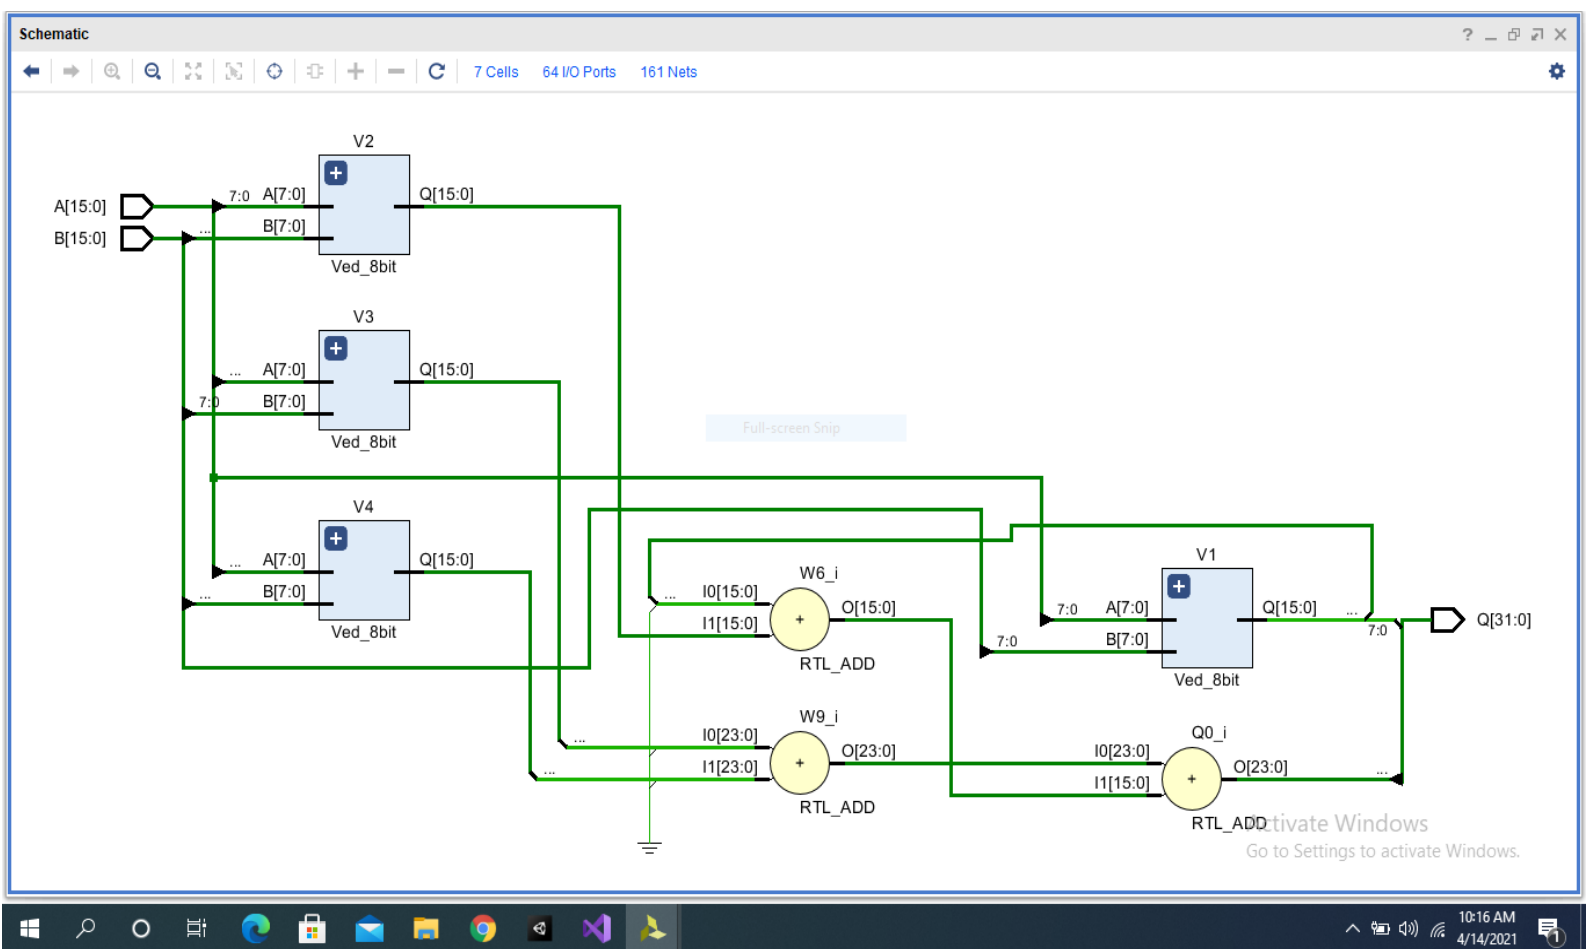 Schematic
7 Cells 64 I/O Ports 161 Nets
V2
A[15:0] 7:0 A[7:0] Q[15:0]
B[15:0] ... B[7:0]
Ved_8bit
V3
... A[7:0] Q[15:0]
7:0 B[7:0]
Ved_8bit
Full-screen Snip
V4
... A[7:0] Q[15:0]
... B[7:0]
Ved_8bit
W6_i
... I0[15:0] O[15:0]
I1[15:0]
RTL_ADD
V1
7:0 A[7:0] Q[15:0] ... Q[31:0]
7:0 B[7:0] 7:0
Ved_8bit
W9_i
... I0[23:0] O[23:0]
... I1[23:0]
RTL_ADD
Q0_i
I0[23:0] O[23:0] ...
I1[15:0]
RTL_ADD
Activate Windows
Go to Settings to activate Windows.
10:16 AM
4/14/2021
1